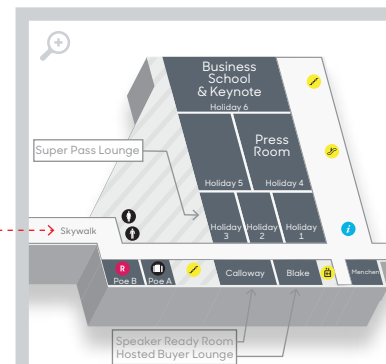 Business
School
& Keynote
Holiday 6
Super Pass Lounge
Press
Room
Holiday 5
Holiday 4
Holiday
3
Holiday
2
Holiday
1
i
Skywalk
R
Poe B
Poe A
Calloway
Blake
Menchen
Speaker Ready Room
Hosted Buyer Lounge